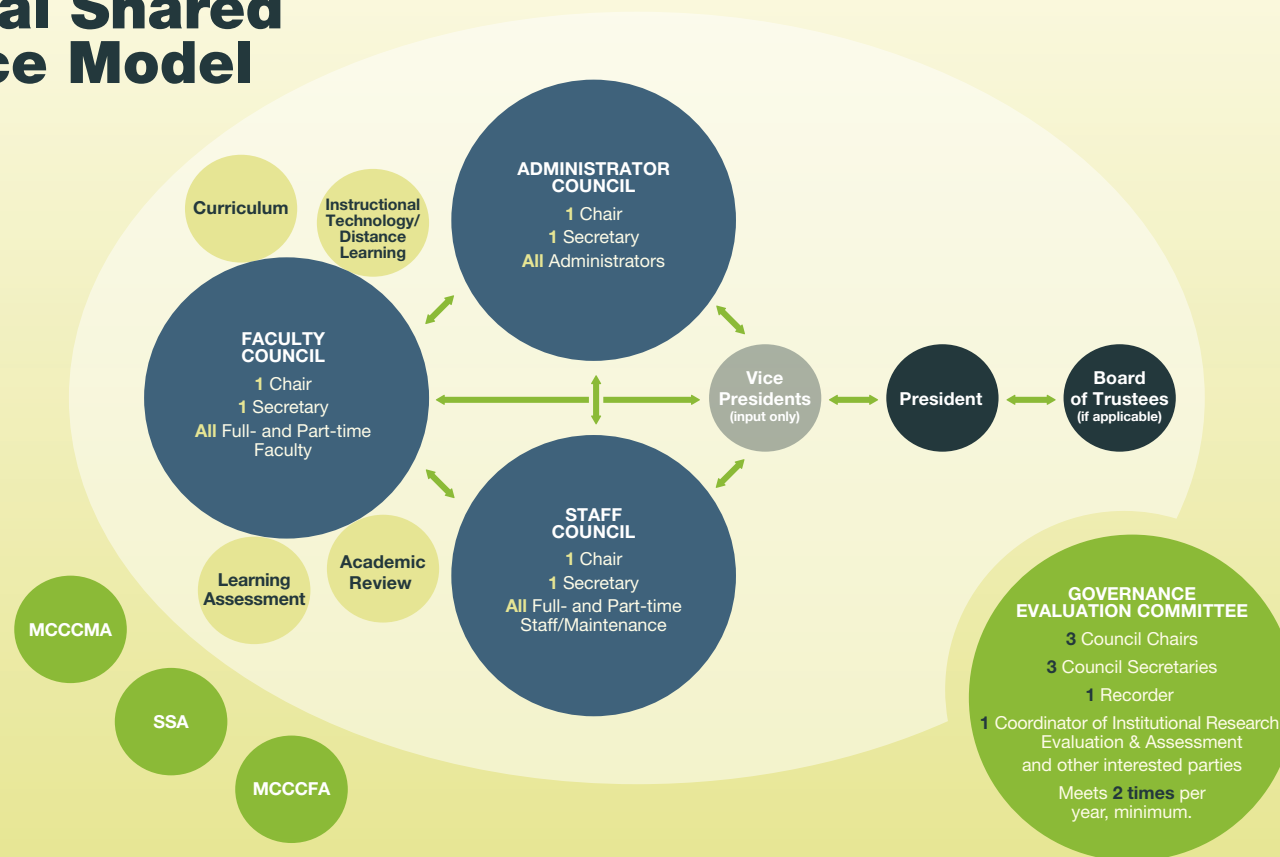 al Shared
ce Model
ADMINISTRATOR
COUNCIL
1 Chair
1 Secretary
All Administrators
Curriculum
Instructional
Technology/
Distance
Learning
FACULTY
COUNCIL
1 Chair
1 Secretary
All Full- and Part-time
Faculty
Vice
Presidents
(input only)
President
Board
of Trustees
(if applicable)
STAFF
COUNCIL
1 Chair
1 Secretary
All Full- and Part-time
Staff/Maintenance
Learning
Assessment
Academic
Review
MCCCMA
SSA
MCCCFA
GOVERNANCE
EVALUATION COMMITTEE
3 Council Chairs
3 Council Secretaries
1 Recorder
1 Coordinator of Institutional Research
Evaluation & Assessment
and other interested parties
Meets 2 times per
year, minimum.